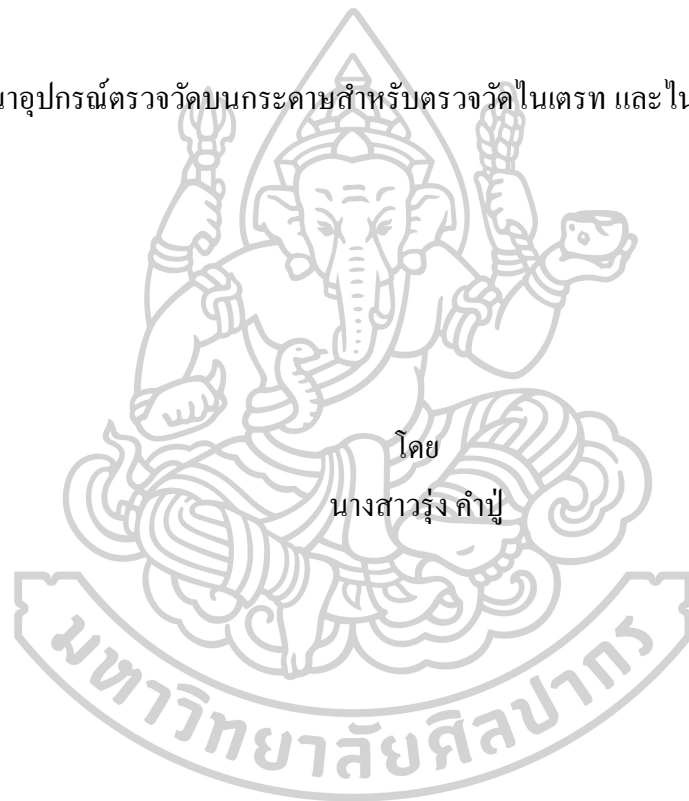 อุปกรณ์ตรวจวัดบนกระดาษสำหรับตรวจวัดไนเตรท และ
โดย
นางสาวรุ่ง คำปู่
มหาวิทยาลัยศิลปากร